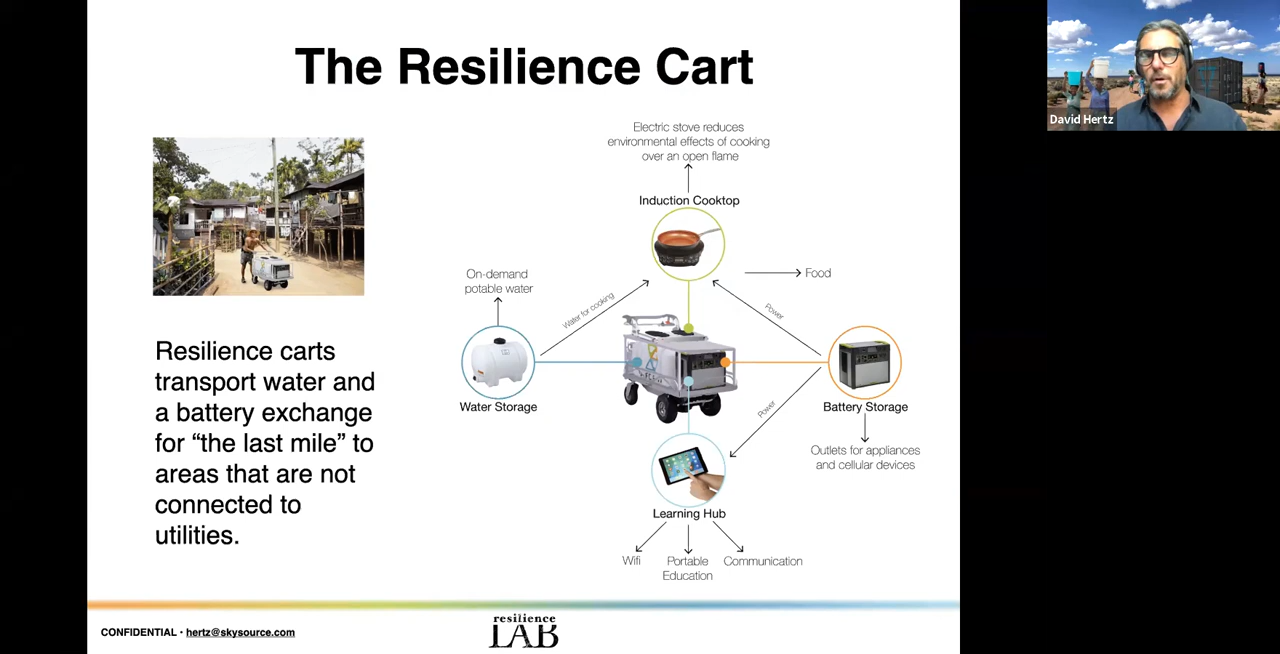 The Resilience Cart
David Hertz
Electric stove reduces
environmental effects of cooking
over an open flame
Induction Cooktop
On-demand
potable water
Water for cooking
Food
Power
Resilience carts
transport water and
a battery exchange
for “the last mile” to
areas that are not
connected to
utilities.
Water Storage
Battery Storage
Power
Outlets for appliances
and cellular devices
Learning Hub
Wifi
Portable
Education
Communication
CONFIDENTIAL · hertz@skysource.com
resilience
LAB